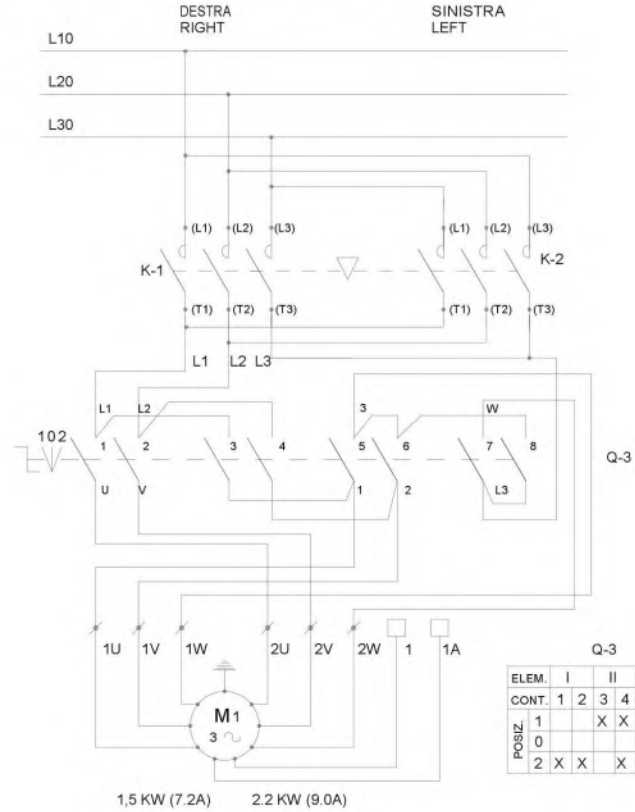 DESTRA SINISTRA
RIGHT LEFT
L10
L20
L30
(L1) (L2) (L3) (L1) (L2) (L3)
K-1 K-2
(T1) (T2) (T3) (T1) (T2) (T3)
L1 L2 L3
L1 L2 3 W
102 1 2 3 4 5 6 7 8 Q-3
U V 1 2 L3
1U 1V 1W 2U 2V 2W 1 1A
M1
3
Q-3
ELEM. I II
CONT. 1 2 3 4
POSIZ.
1 X X
0
2 X X X
1,5 KW (7.2A) 2.2 KW (9.0A)